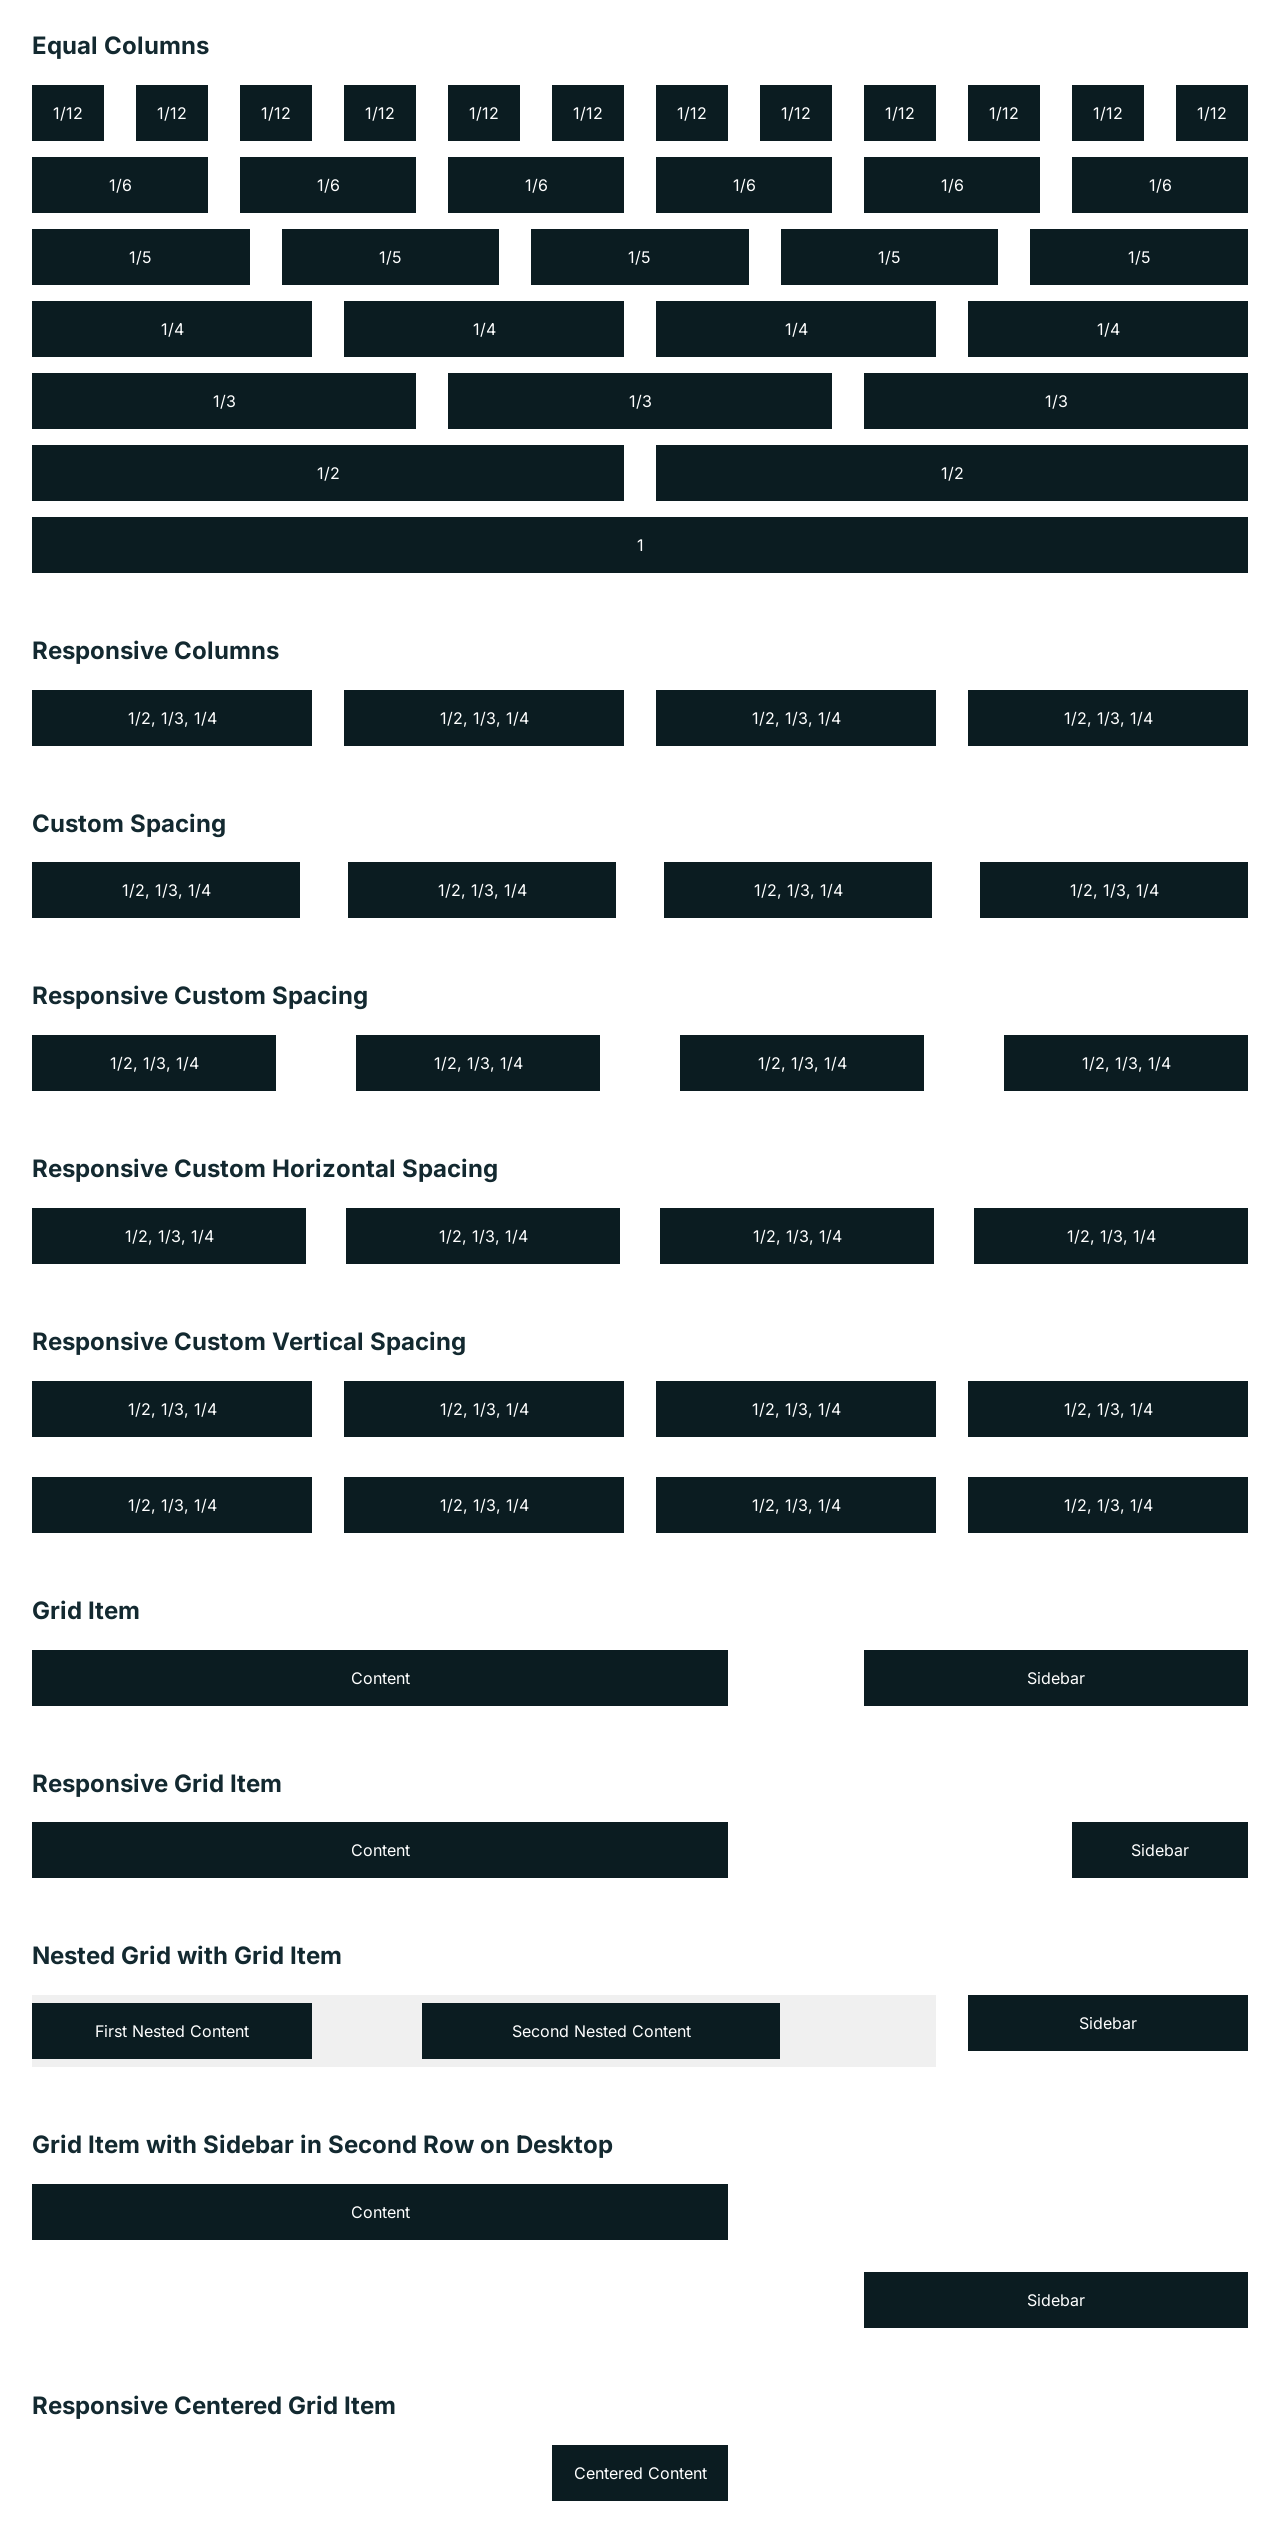 Equal Columns
1/12 1/12 1/12 1/12 1/12 1/12 1/12 1/12 1/12 1/12 1/12 1/12
1/6 1/6 1/6 1/6 1/6 1/6
1/5 1/5 1/5 1/5 1/5
1/4 1/4 1/4 1/4
1/3 1/3 1/3
1/2 1/2
1
Responsive Columns
1/2, 1/3, 1/4 1/2, 1/3, 1/4 1/2, 1/3, 1/4 1/2, 1/3, 1/4
Custom Spacing
1/2, 1/3, 1/4 1/2, 1/3, 1/4 1/2, 1/3, 1/4 1/2, 1/3, 1/4
Responsive Custom Spacing
1/2, 1/3, 1/4 1/2, 1/3, 1/4 1/2, 1/3, 1/4 1/2, 1/3, 1/4
Responsive Custom Horizontal Spacing
1/2, 1/3, 1/4 1/2, 1/3, 1/4 1/2, 1/3, 1/4 1/2, 1/3, 1/4
Responsive Custom Vertical Spacing
1/2, 1/3, 1/4 1/2, 1/3, 1/4 1/2, 1/3, 1/4 1/2, 1/3, 1/4
1/2, 1/3, 1/4 1/2, 1/3, 1/4 1/2, 1/3, 1/4 1/2, 1/3, 1/4
Grid Item
Content Sidebar
Responsive Grid Item
Content Sidebar
Nested Grid with Grid Item
First Nested Content Second Nested Content Sidebar
Grid Item with Sidebar in Second Row on Desktop
Content
Sidebar
Responsive Centered Grid Item
Centered Content